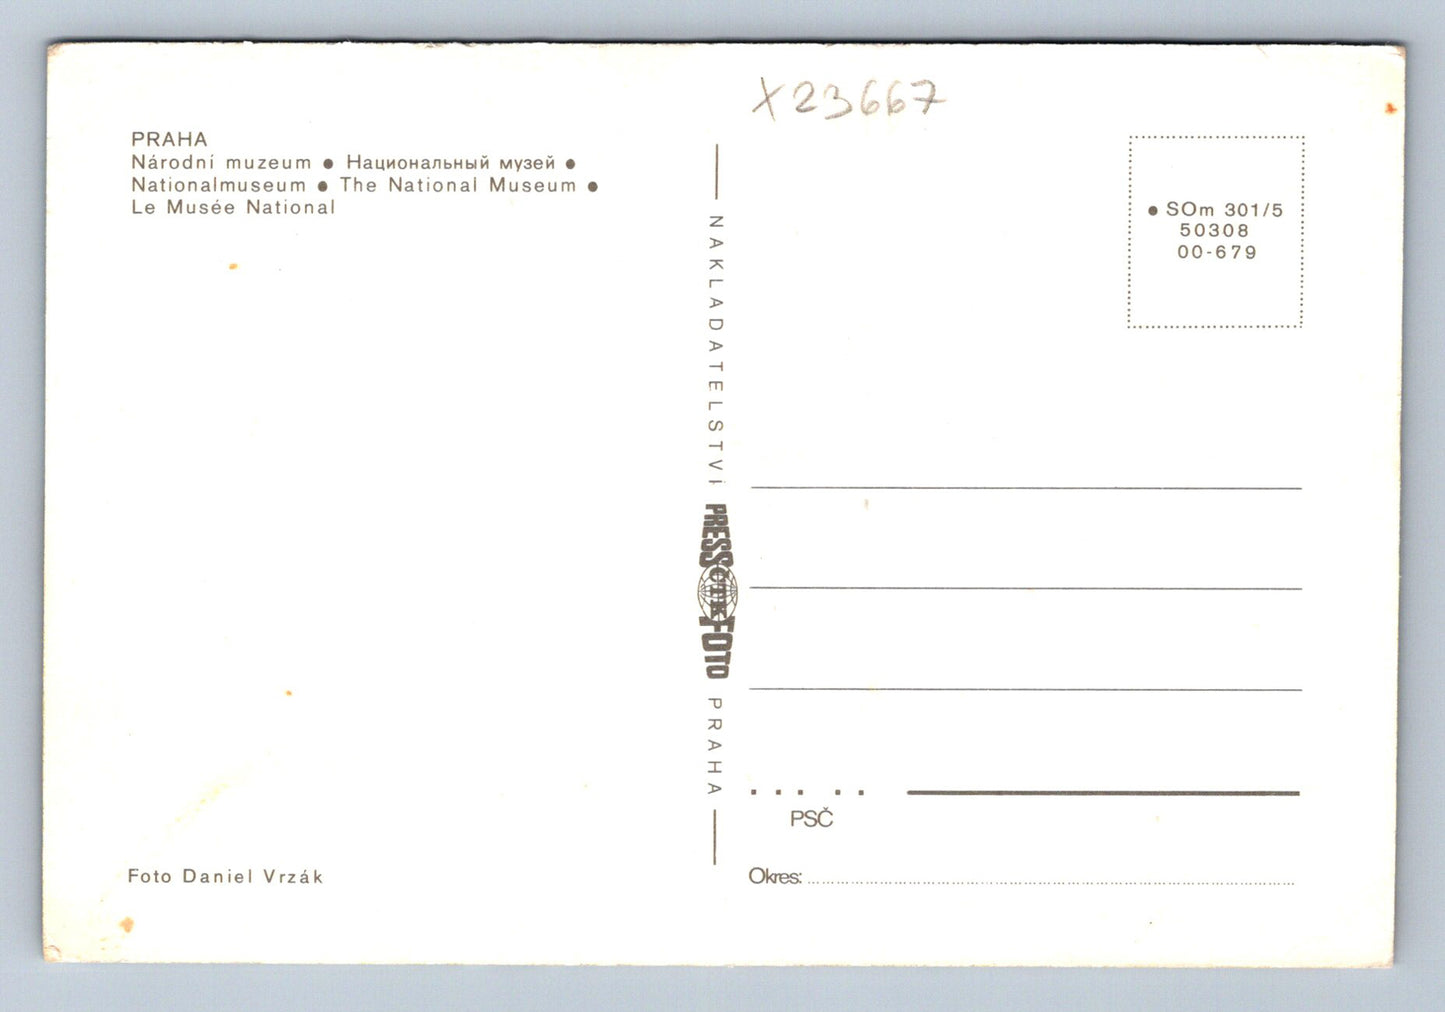 X23667
PRAHA
Národní muzeum ● Национальный музей ●
Nationalmuseum ● The National Museum ●
Le Musée National
● SOm 301/5
50308
00-679
NAKLADATELSTVÍ PRESSFOTO ČTK PRAHA
PSČ
Foto Daniel Vrzák
Okres: